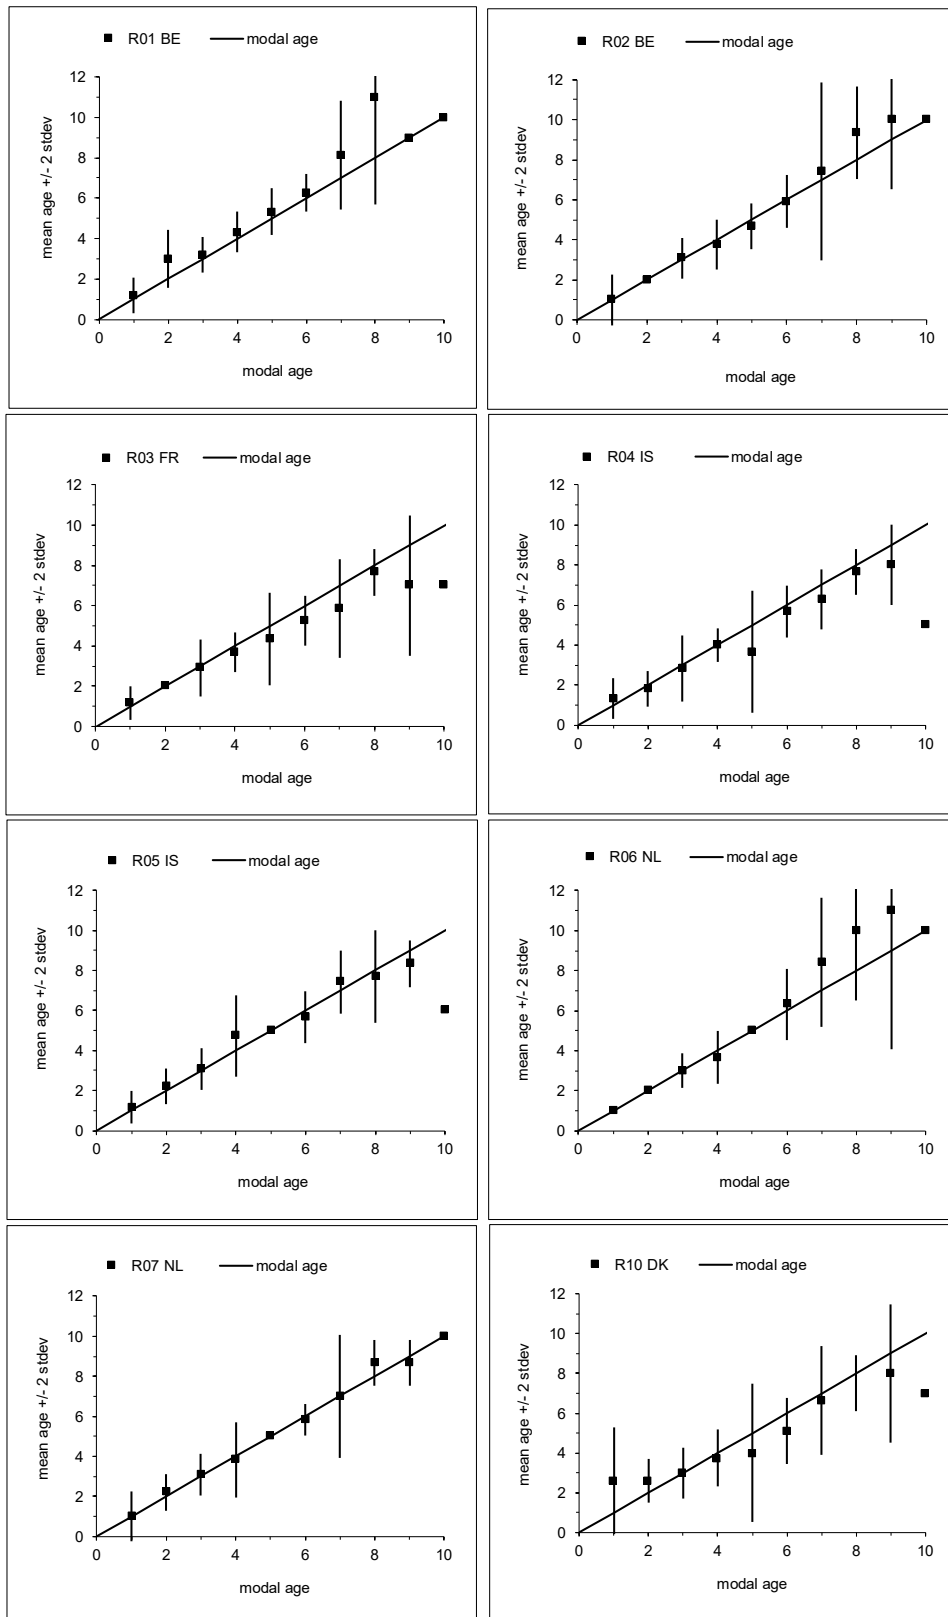 R01 BE modal age
mean age +/- 2 stdev
12
10
8
6
4
2
0
0 2 4 6 8 10
modal age
R02 BE modal age
mean age +/- 2 stdev
12
10
8
6
4
2
0
0 2 4 6 8 10
modal age
R03 FR modal age
mean age +/- 2 stdev
12
10
8
6
4
2
0
0 2 4 6 8 10
modal age
R04 IS modal age
mean age +/- 2 stdev
12
10
8
6
4
2
0
0 2 4 6 8 10
modal age
R05 IS modal age
mean age +/- 2 stdev
12
10
8
6
4
2
0
0 2 4 6 8 10
modal age
R06 NL modal age
mean age +/- 2 stdev
12
10
8
6
4
2
0
0 2 4 6 8 10
modal age
R07 NL modal age
mean age +/- 2 stdev
12
10
8
6
4
2
0
0 2 4 6 8 10
modal age
R10 DK modal age
mean age +/- 2 stdev
12
10
8
6
4
2
0
0 2 4 6 8 10
modal age